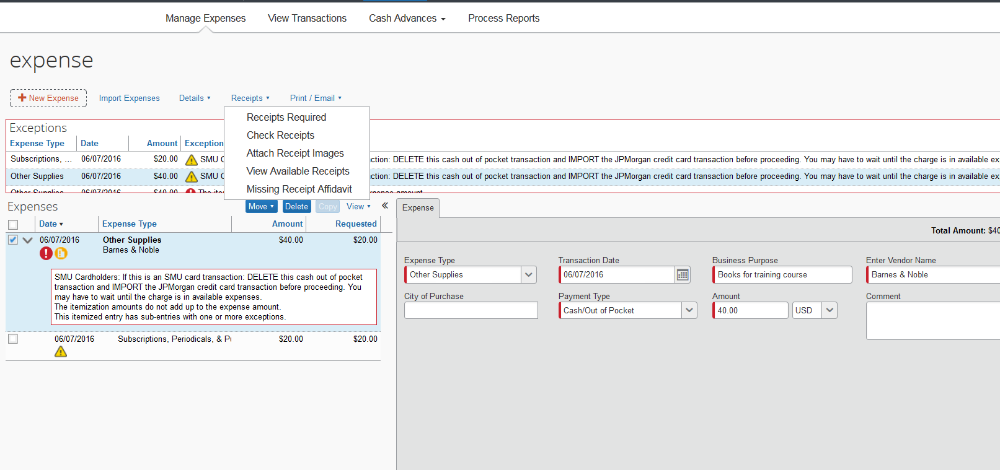 Manage Expenses View Transactions Cash Advances Process Reports
expense
New Expense Import Expenses Details Receipts Print / Email
Receipts Required
Check Receipts
Attach Receipt Images
View Available Receipts
Missing Receipt Affidavit
Exceptions
Expense Type Date Amount Exception
Subscriptions, ... 06/07/2016 $20.00 SMU ction: DELETE this cash out of pocket transaction and IMPORT the JPMorgan credit card transaction before proceeding. You may have to wait until the charge is in available ex
Other Supplies 06/07/2016 $40.00 SMU ction: DELETE this cash out of pocket transaction and IMPORT the JPMorgan credit card transaction before proceeding. You may have to wait until the charge is in available ex
Other Supplies 06/07/2016 $40.00 The pense amount.
Expenses Move Delete Copy View «
Date Expense Type Amount Requested
06/07/2016 Other Supplies $40.00 $20.00
Barnes & Noble
SMU Cardholders: If this is an SMU card transaction: DELETE this cash out of pocket
transaction and IMPORT the JPMorgan credit card transaction before proceeding. You
may have to wait until the charge is in available expenses.
The itemization amounts do not add up to the expense amount.
This itemized entry has sub-entries with one or more exceptions.
06/07/2016 Subscriptions, Periodicals, & $20.00 $20.00
Expense
Total Amount: $40
Expense Type Transaction Date Business Purpose Enter Vendor Name
Other Supplies 06/07/2016 Books for training course Barnes & Noble
City of Purchase Payment Type Amount Comment
Cash/Out of Pocket 40.00 USD